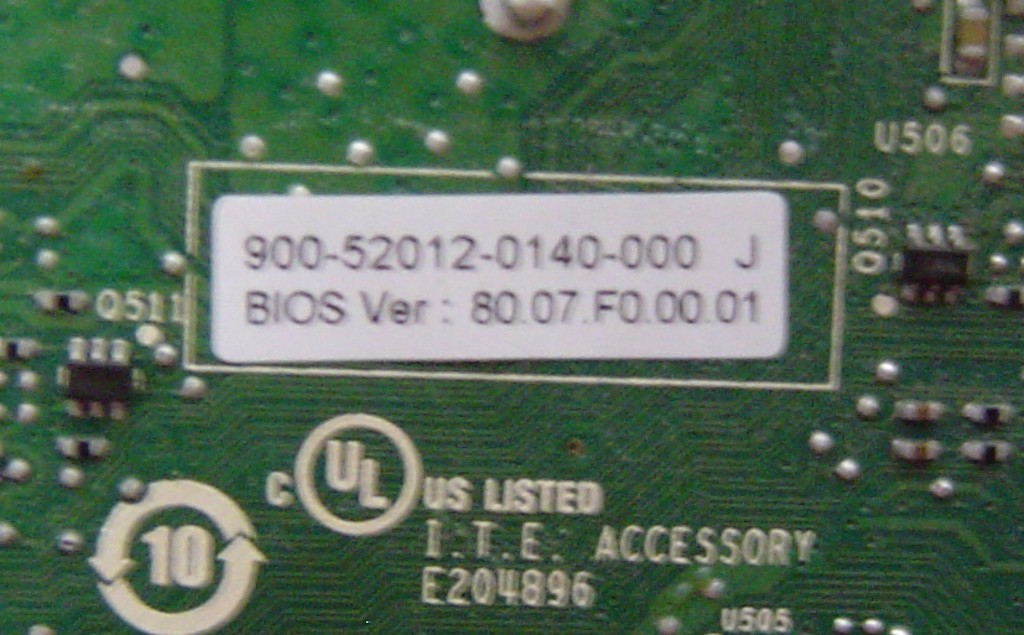 U506
Q510
900-52012-0140-000 J
BIOS Ver : 80.07.F0.00.01
Q511
C UL US LISTED
I.T.E. ACCESSORY
E204896
10
U505